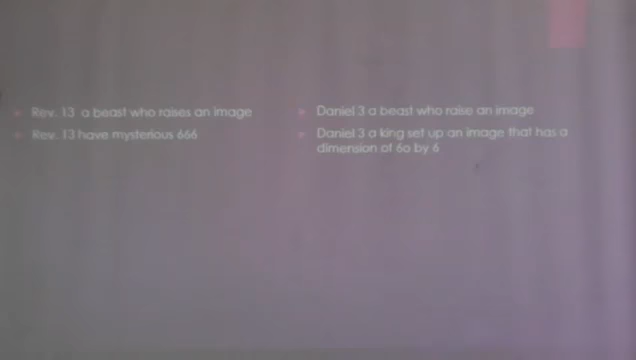 Rev. 13 a beast who raises an image
Rev. 13 have mysterious 666
Daniel 3 a beast who raise an image
Daniel 3 a king set up an image that has a
dimension of 60 by 6